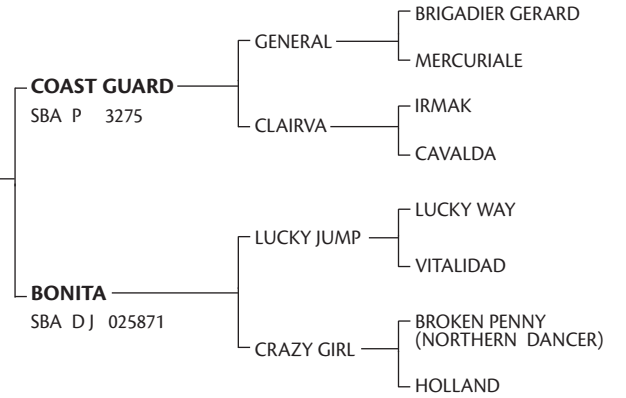 BRIGADIER GERARD
GENERAL
MERCURIALE
COAST GUARD
SBA P 3275
IRMAK
CLAIRVA
CAVALDA
LUCKY WAY
LUCKY JUMP
VITALIDAD
BONITA
SBA DJ 025871
BROKEN PENNY
(NORTHERN DANCER)
CRAZY GIRL
HOLLAND